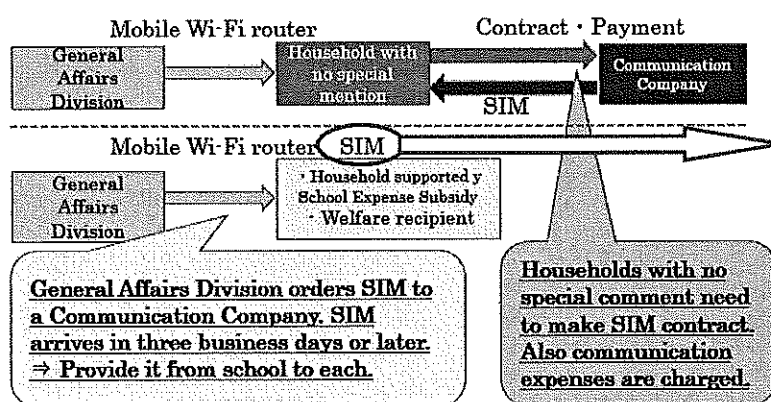 Mobile Wi-Fi router
Contract・Payment
General
Affairs
Division
Household with
no special
mention
Communication
Company
SIM
Mobile Wi-Fi router
SIM
General
Affairs
Division
・Household supported y
School Expense Subsidy
・Welfare recipient
General Affairs Division orders SIM to
a Communication Company. SIM
arrives in three business days or later.
⇒ Provide it from school to each.
Households with no
special comment need
to make SIM contract.
Also communication
expenses are charged.